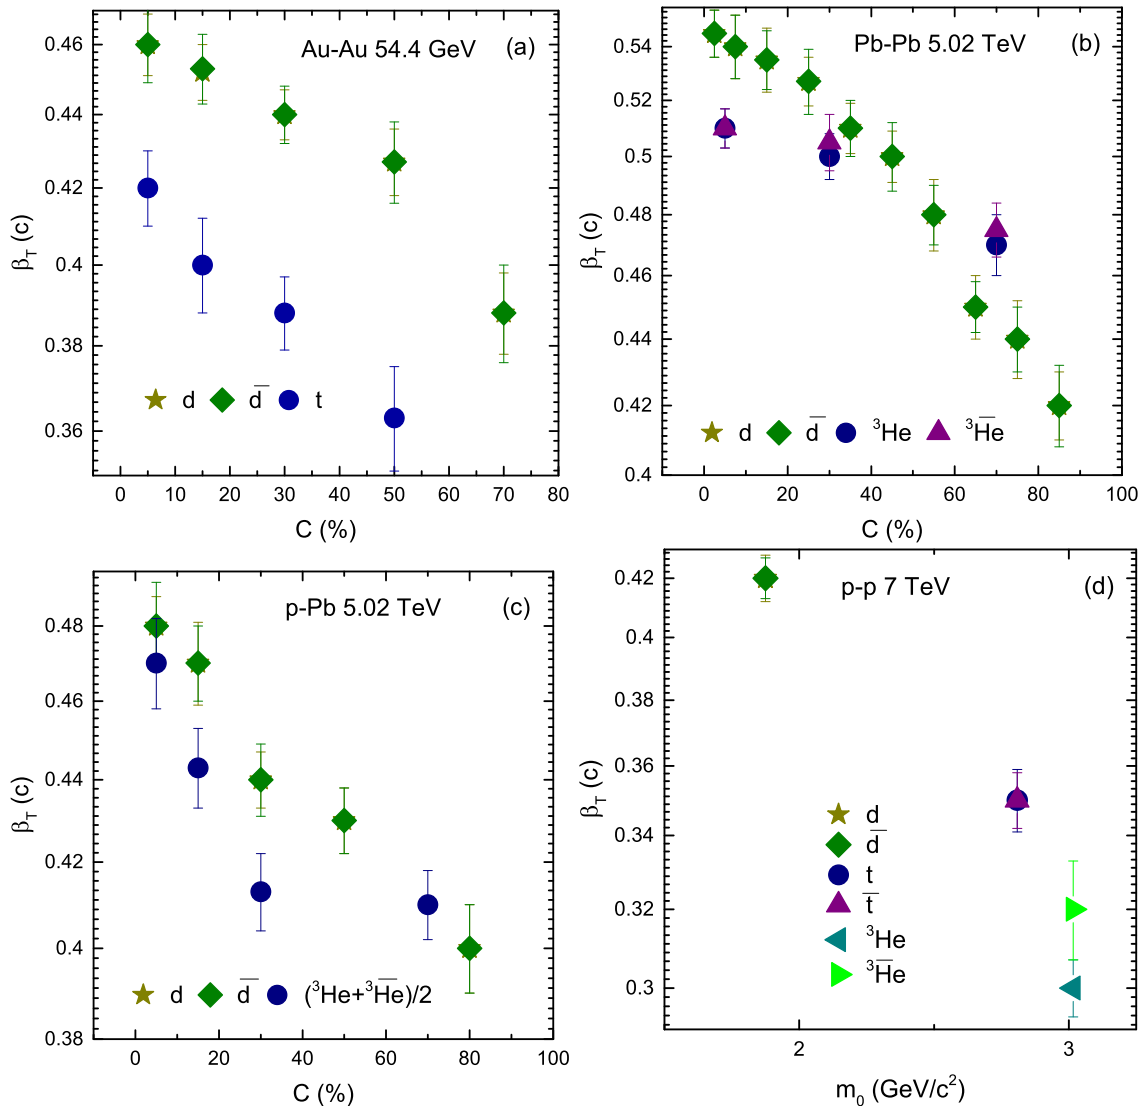 Au-Au 54.4 GeV (a)
0.46
0.44
0.42
0.4
0.38
0.36
β_T (c)
d d̅ t
0 10 20 30 40 50 60 70 80
C (%)
Pb-Pb 5.02 TeV (b)
0.54
0.52
0.5
0.48
0.46
0.44
0.42
0.4
β_T (c)
d d̅ ³He ³H̅e̅
0 20 40 60 80 100
C (%)
p-Pb 5.02 TeV (c)
0.48
0.46
0.44
0.42
0.4
0.38
β_T (c)
d d̅ (³He+³H̅e̅)/2
0 20 40 60 80 100
C (%)
p-p 7 TeV (d)
0.42
0.4
0.38
0.36
0.34
0.32
0.3
β_T (c)
d
d̅
t
t̅
³He
³H̅e̅
2 3
m₀ (GeV/c²)